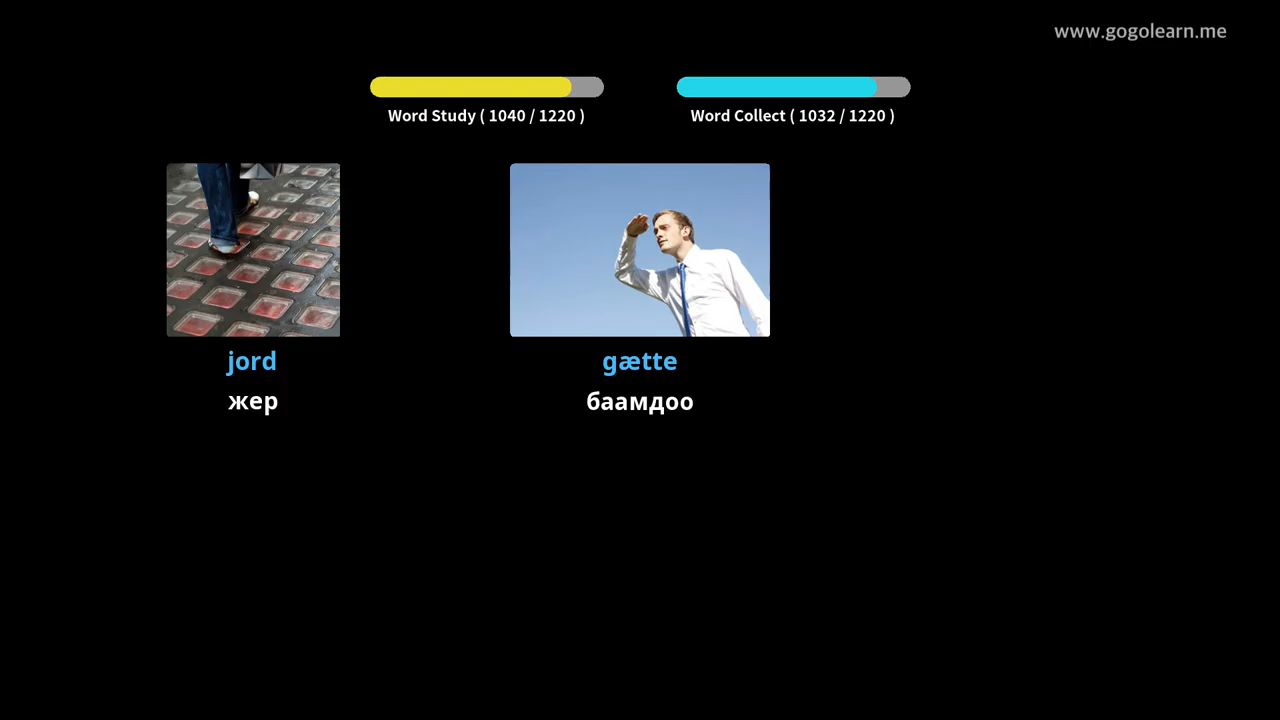 www.gogolearn.me
Word Study ( 1040 / 1220 )
Word Collect ( 1032 / 1220 )
jord
gætte
жер
баамдоо